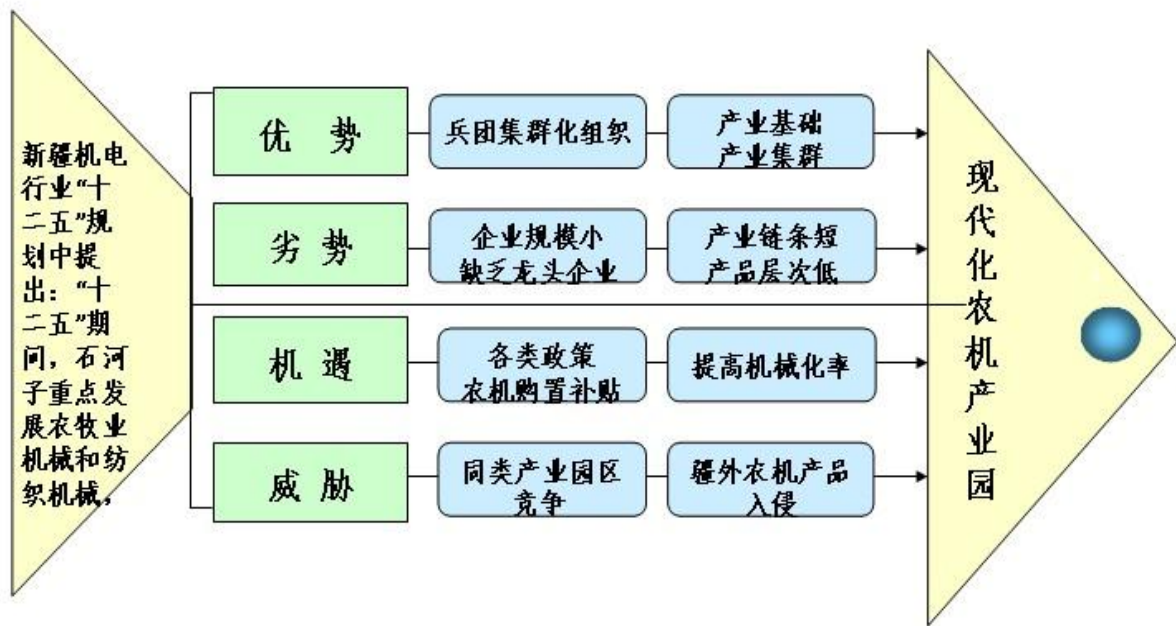 新疆机电
行业“十
二五”规
划中提
出：“十
二五”期
间，石河
子重点发
展农牧业
机械和纺
织机械，
优 势
兵团集群化组织
产业基础
产业集群
劣 势
企业规模小
缺乏龙头企业
产业链条短
产品层次低
机 遇
各类政策
农机购置补贴
提高机械化率
威 胁
同类产业园区
竞争
疆外农机产品
入侵
现代化农机产业园